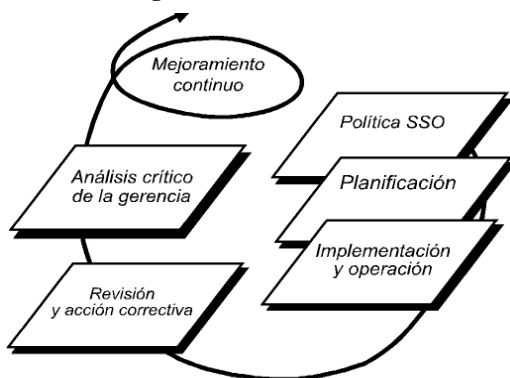 Mejoramiento
continuo
Política SSO
Planificación
Implementación
y operación
Análisis crítico
de la gerencia
Revisión
y acción correctiva